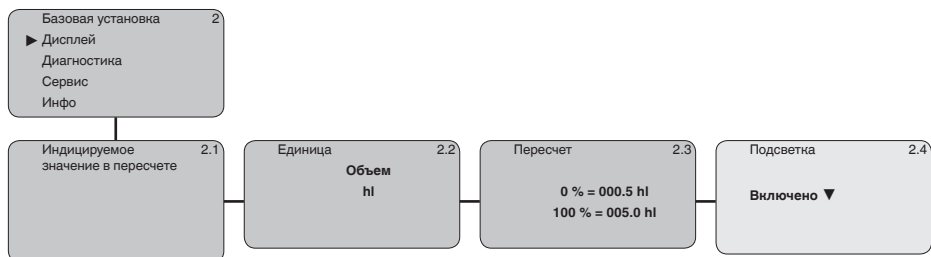 Базовая установка 2
▶ Дисплей
Диагностика
Сервис
Инфо
Индицируемое 2.1
значение в пересчете
Единица 2.2
Объем
hl
Пересчет 2.3
0 % = 000.5 hl
100 % = 005.0 hl
Подсветка 2.4
Включено ▼